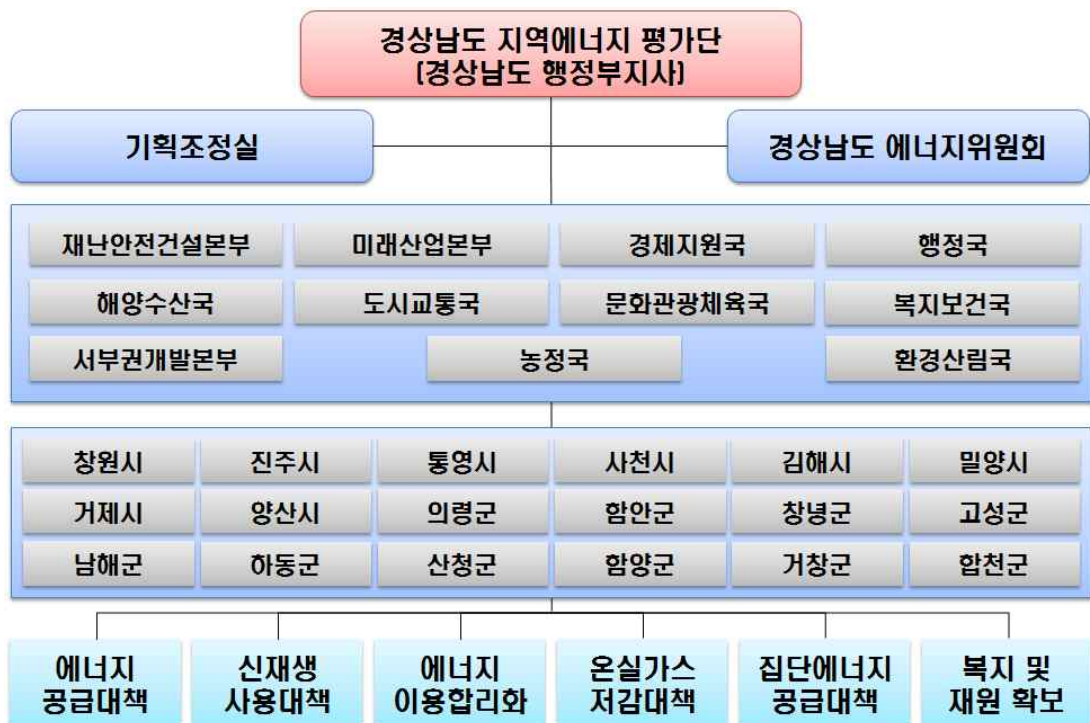 경상남도 지역에너지 평가단
(경상남도 행정부지사)
기획조정실
경상남도 에너지위원회
재난안전건설본부
미래산업본부
경제지원국
행정국
해양수산국
도시교통국
문화관광체육국
복지보건국
서부권개발본부
농정국
환경산림국
창원시
진주시
통영시
사천시
김해시
밀양시
거제시
양산시
의령군
함안군
창녕군
고성군
남해군
하동군
산청군
함양군
거창군
합천군
에너지
공급대책
신재생
사용대책
에너지
이용합리화
온실가스
저감대책
집단에너지
공급대책
복지 및
재원 확보